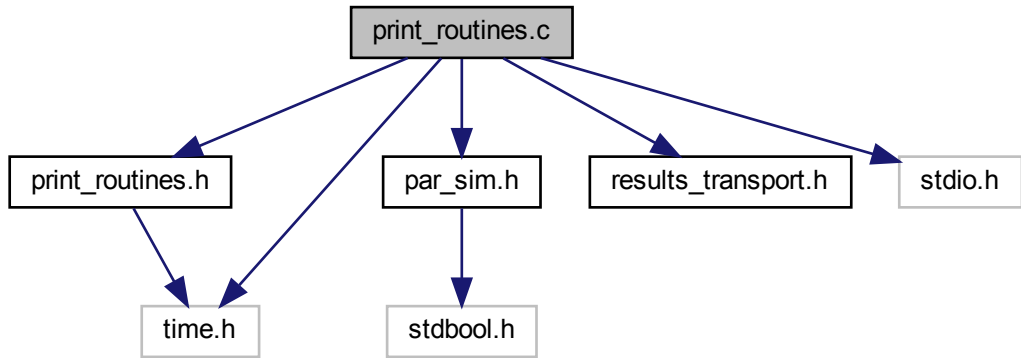 print_routines.c
print_routines.h
par_sim.h
results_transport.h
stdio.h
time.h
stdbool.h